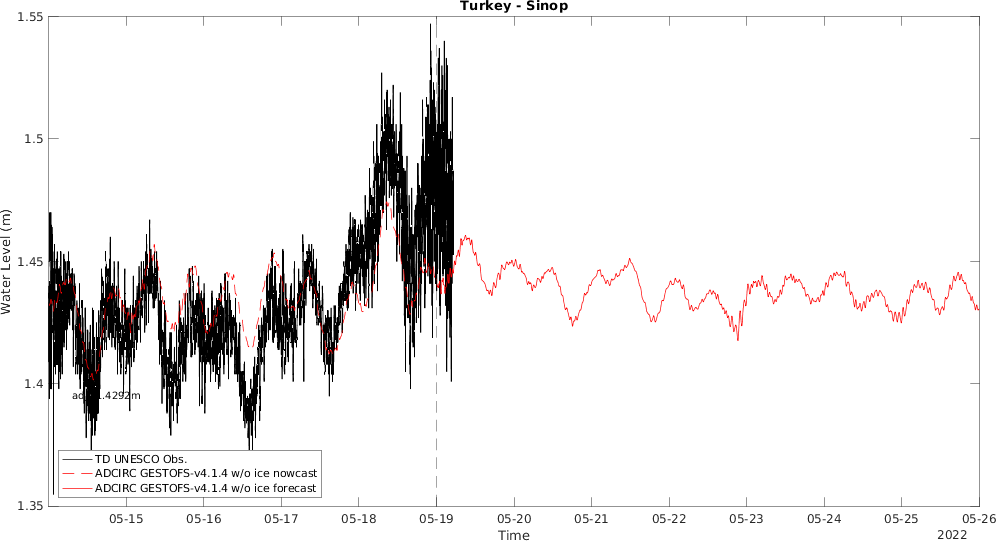 Turkey - Sinop
1.55
1.5
1.45
1.4
1.35
Water Level (m)
1.4292m
TD UNESCO Obs.
ADCIRC GESTOFS-v4.1.4 w/o ice nowcast
ADCIRC GESTOFS-v4.1.4 w/o ice forecast
05-15 05-16 05-17 05-18 05-19 05-20 05-21 05-22 05-23 05-24 05-25 05-26
Time
2022